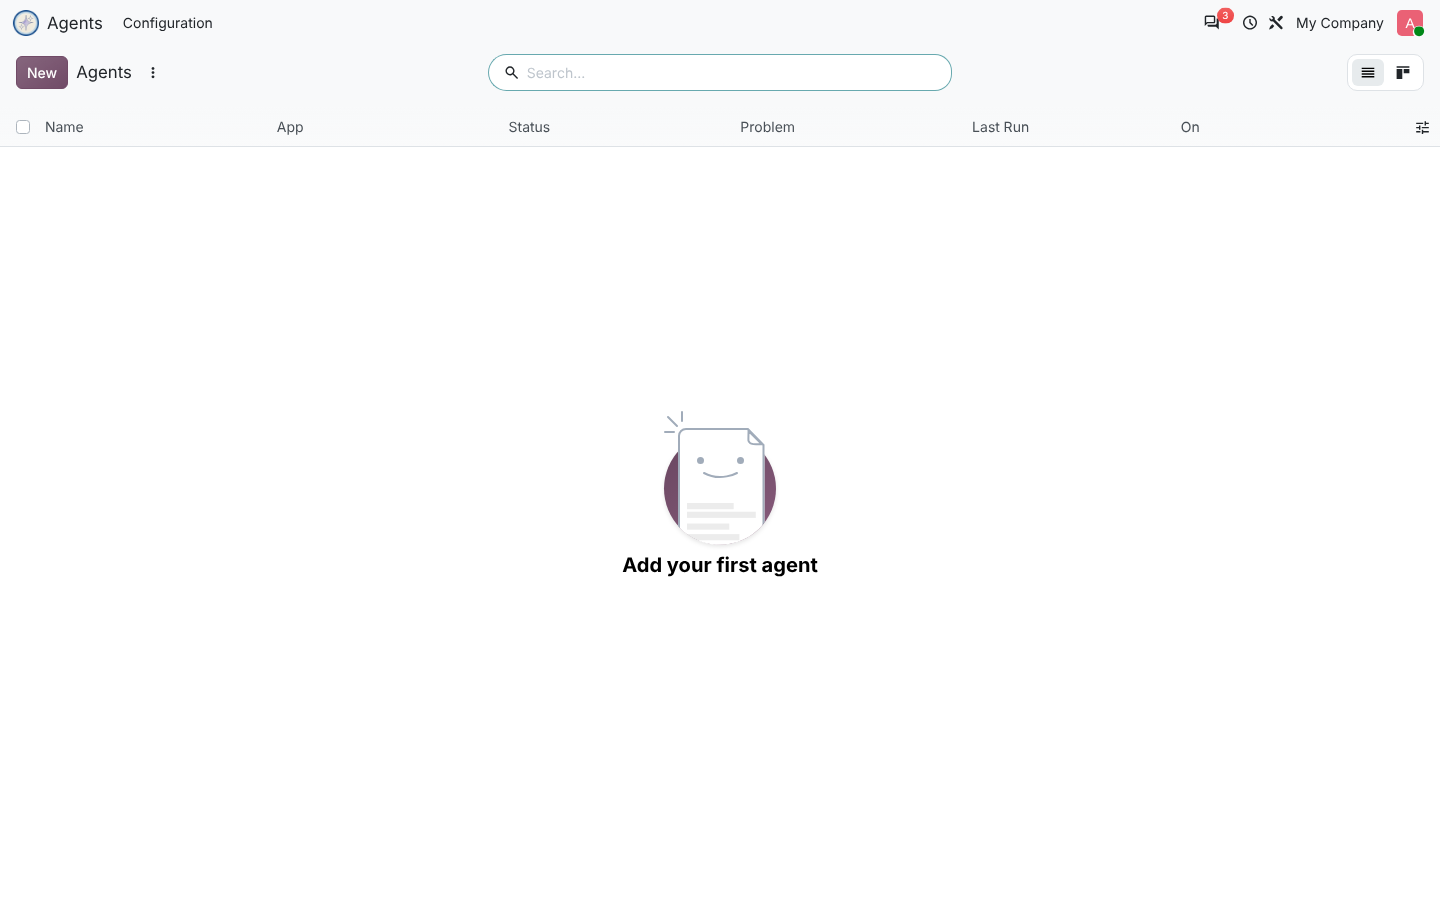 Agents Configuration 3 My Company A
New Agents Search...
Name App Status Problem Last Run On
Add your first agent